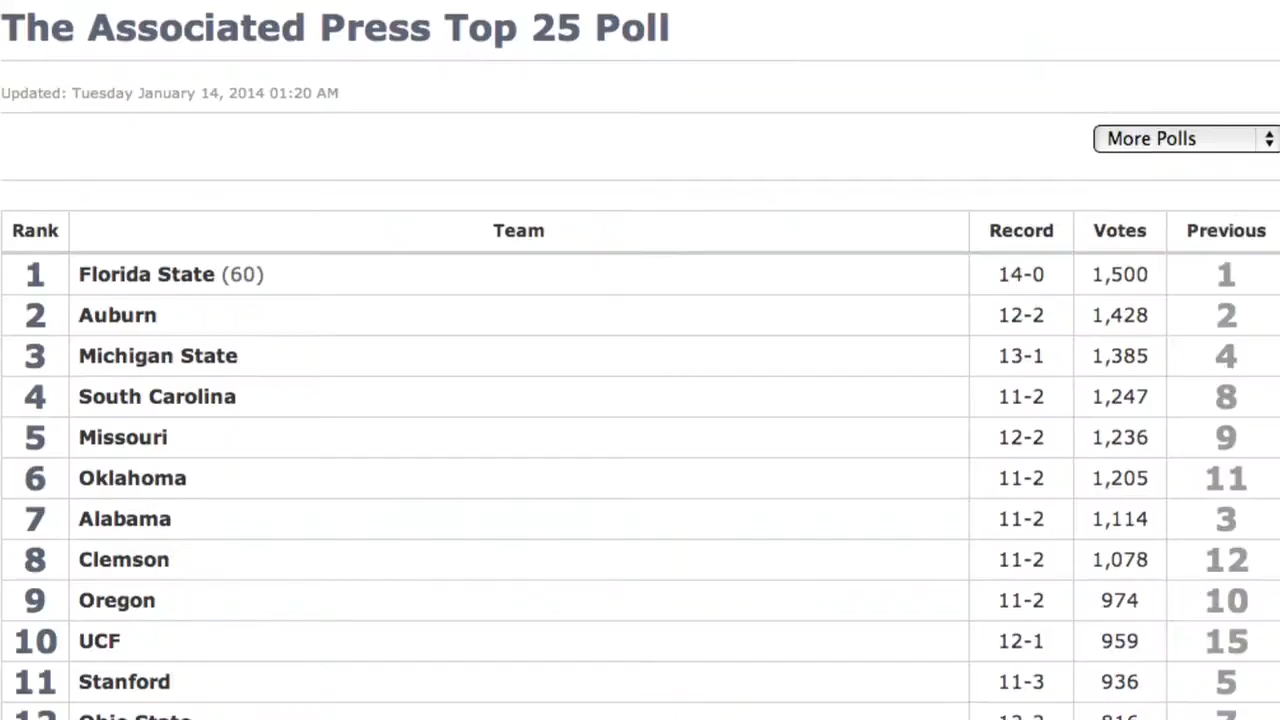 The Associated Press Top 25 Poll
Updated: Tuesday January 14, 2014 01:20 AM
More Polls
Rank Team Record Votes Previous
1 Florida State (60) 14-0 1,500 1
2 Auburn 12-2 1,428 2
3 Michigan State 13-1 1,385 4
4 South Carolina 11-2 1,247 8
5 Missouri 12-2 1,236 9
6 Oklahoma 11-2 1,205 11
7 Alabama 11-2 1,114 3
8 Clemson 11-2 1,078 12
9 Oregon 11-2 974 10
10 UCF 12-1 959 15
11 Stanford 11-3 936 5
12 Ohio State